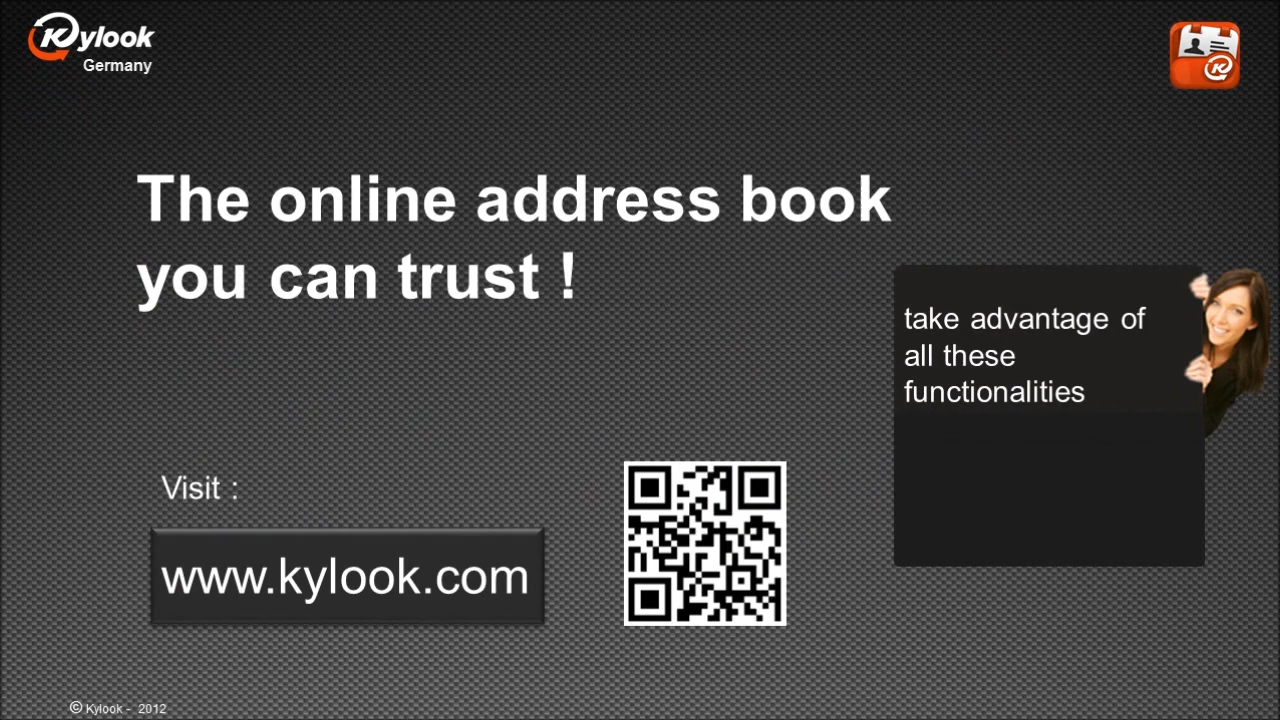 Kylook
Germany
The online address book
you can trust !
take advantage of
all these
functionalities
Visit :
www.kylook.com
© Kylook - 2012